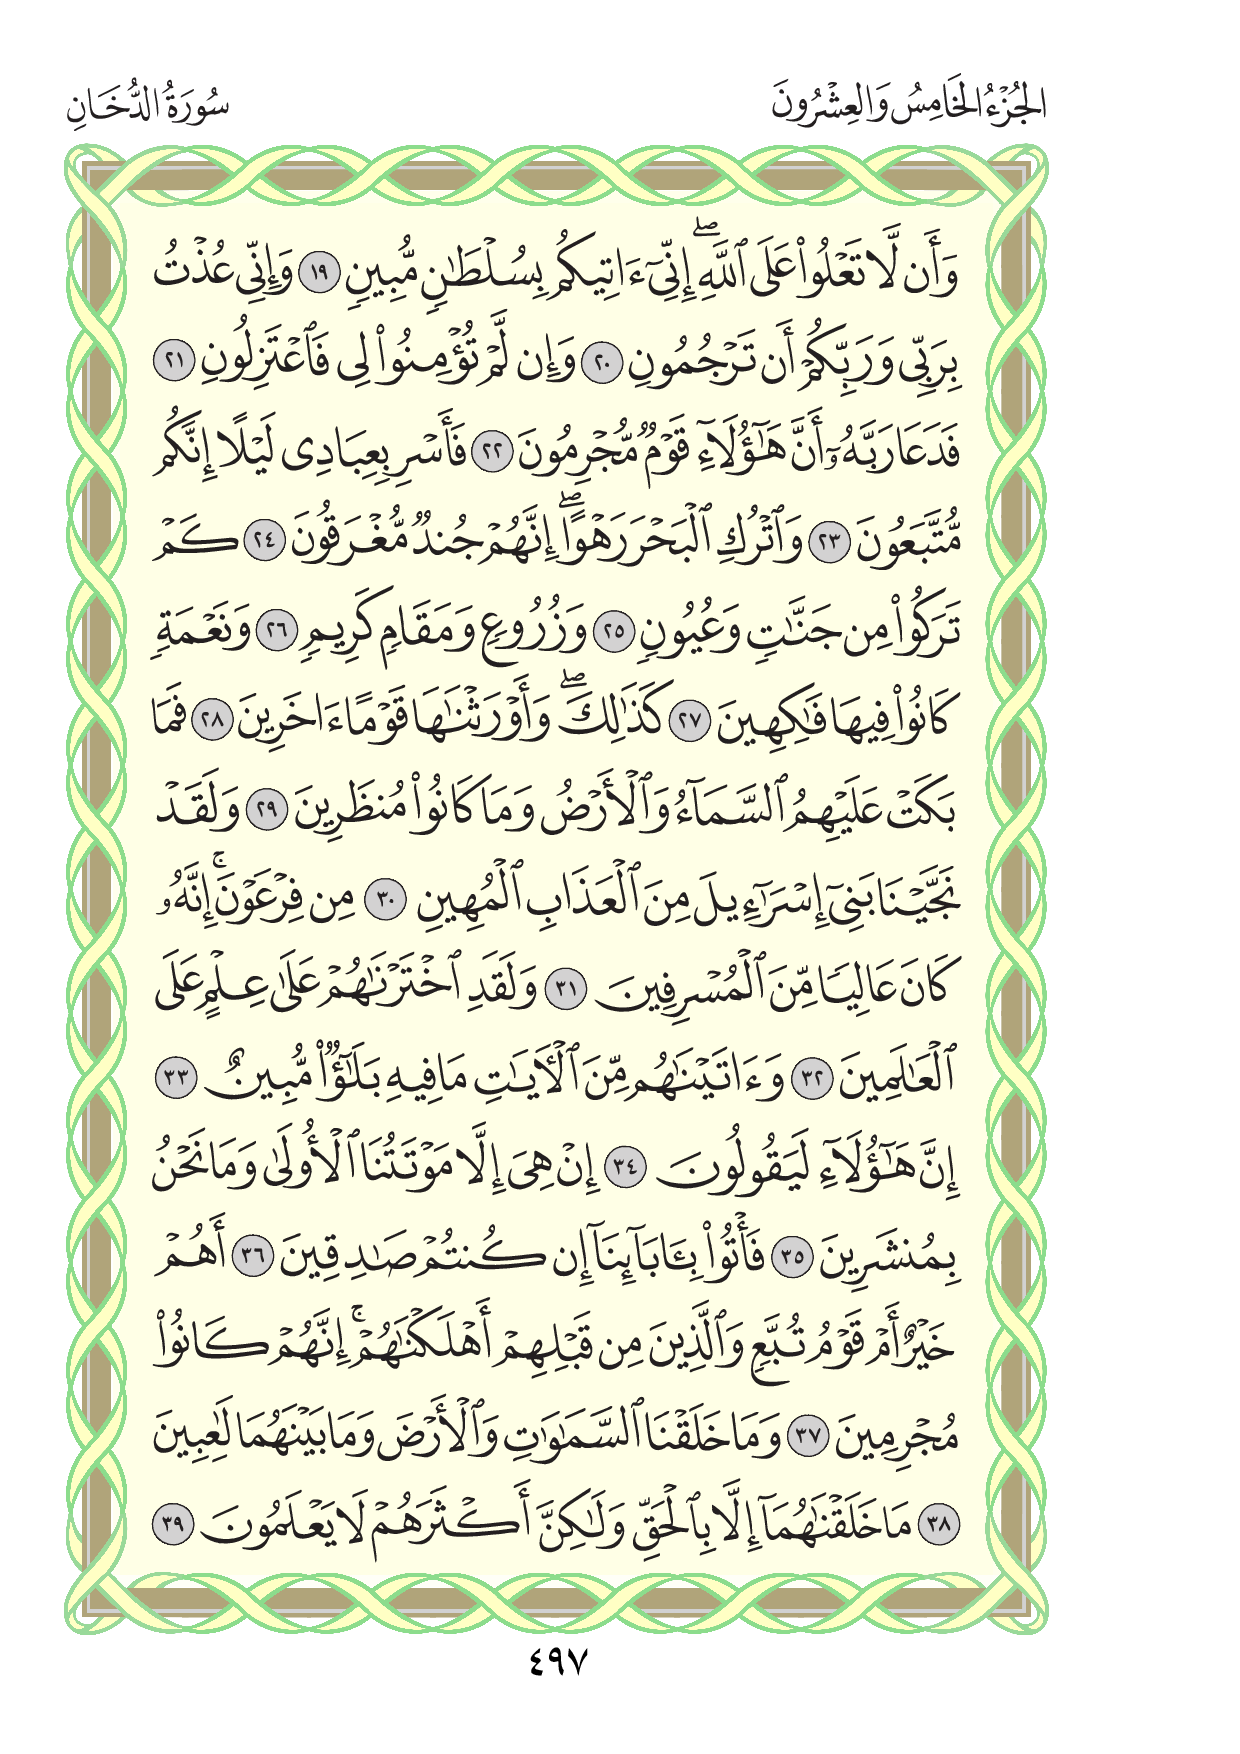 الجُزْءُ الخَامِسُ وَالعِشْرُونَ
سُورَةُ الدُّخَانِ
وَأَن لَّا تَعۡلُواْ عَلَى ٱللَّهِۖ إِنِّيٓ ءَاتِيكُم بِسُلۡطَٰنٖ مُّبِينٖ ١٩ وَإِنِّي عُذۡتُ
بِرَبِّي وَرَبِّكُمۡ أَن تَرۡجُمُونِ ٢٠ وَإِن لَّمۡ تُؤۡمِنُواْ لِي فَٱعۡتَزِلُونِ ٢١
فَدَعَا رَبَّهُۥٓ أَنَّ هَٰٓؤُلَآءِ قَوۡمٞ مُّجۡرِمُونَ ٢٢ فَأَسۡرِ بِعِبَادِي لَيۡلًا إِنَّكُم
مُّتَّبَعُونَ ٢٣ وَٱتۡرُكِ ٱلۡبَحۡرَ رَهۡوًاۖ إِنَّهُمۡ جُندٞ مُّغۡرَقُونَ ٢٤ كَمۡ
تَرَكُواْ مِن جَنَّٰتٖ وَعُيُونٖ ٢٥ وَزُرُوعٖ وَمَقَامٖ كَرِيمٖ ٢٦ وَنَعۡمَةٖ
كَانُواْ فِيهَا فَٰكِهِينَ ٢٧ كَذَٰلِكَۖ وَأَوۡرَثۡنَٰهَا قَوۡمًا ءَاخَرِينَ ٢٨ فَمَا
بَكَتۡ عَلَيۡهِمُ ٱلسَّمَآءُ وَٱلۡأَرۡضُ وَمَا كَانُواْ مُنظَرِينَ ٢٩ وَلَقَدۡ
نَجَّيۡنَا بَنِيٓ إِسۡرَٰٓءِيلَ مِنَ ٱلۡعَذَابِ ٱلۡمُهِينِ ٣٠ مِن فِرۡعَوۡنَۚ إِنَّهُۥ
كَانَ عَالِيٗا مِّنَ ٱلۡمُسۡرِفِينَ ٣١ وَلَقَدِ ٱخۡتَرۡنَٰهُمۡ عَلَىٰ عِلۡمٍ عَلَى
ٱلۡعَٰلَمِينَ ٣٢ وَءَاتَيۡنَٰهُم مِّنَ ٱلۡأٓيَٰتِ مَا فِيهِ بَلَٰٓؤٞاْ مُّبِينٌ ٣٣
إِنَّ هَٰٓؤُلَآءِ لَيَقُولُونَ ٣٤ إِنۡ هِيَ إِلَّا مَوۡتَتُنَا ٱلۡأُولَىٰ وَمَا نَحۡنُ
بِمُنشَرِينَ ٣٥ فَأۡتُواْ بِـَٔابَآئِنَآ إِن كُنتُمۡ صَٰدِقِينَ ٣٦ أَهُمۡ
خَيۡرٌ أَمۡ قَوۡمُ تُبَّعٖ وَٱلَّذِينَ مِن قَبۡلِهِمۡ أَهۡلَكۡنَٰهُمۡۚ إِنَّهُمۡ كَانُواْ
مُجۡرِمِينَ ٣٧ وَمَا خَلَقۡنَا ٱلسَّمَٰوَٰتِ وَٱلۡأَرۡضَ وَمَا بَيۡنَهُمَا لَٰعِبِينَ
٣٨ مَا خَلَقۡنَٰهُمَآ إِلَّا بِٱلۡحَقِّ وَلَٰكِنَّ أَكۡثَرَهُمۡ لَا يَعۡلَمُونَ ٣٩
٤٩٧